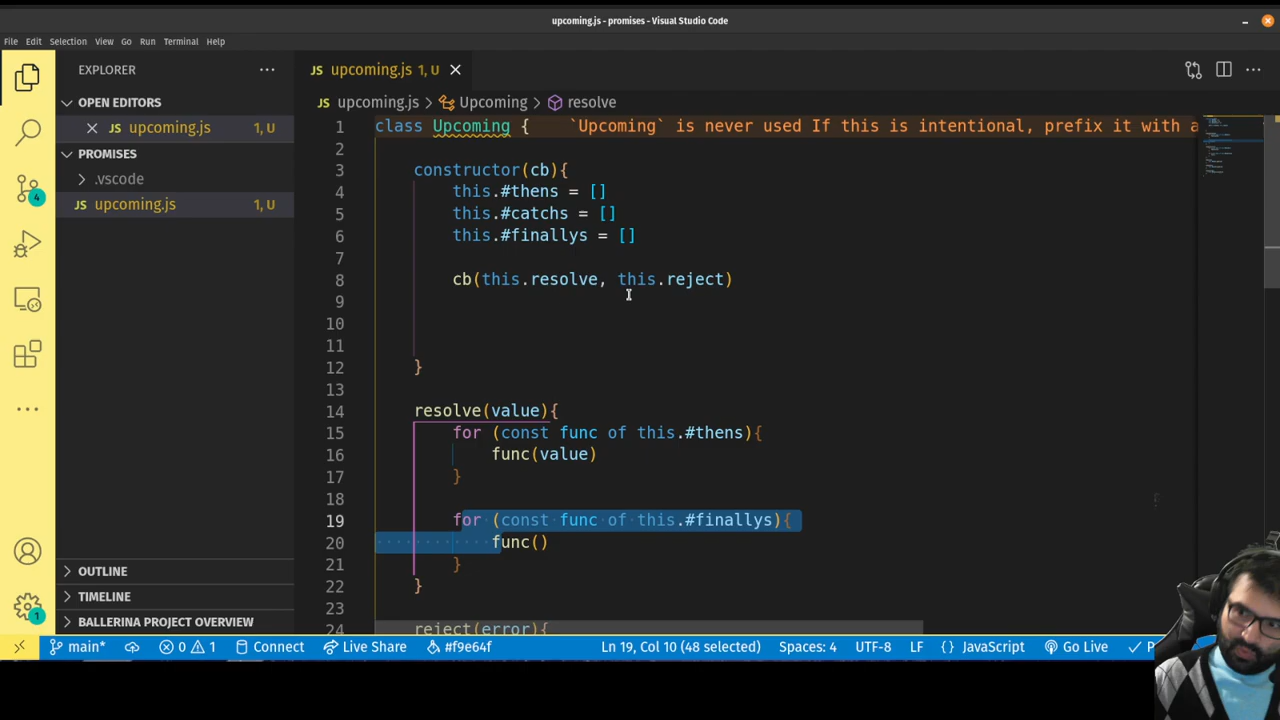 upcoming.js - promises - Visual Studio Code
File Edit Selection View Go Run Terminal Help
EXPLORER
OPEN EDITORS
upcoming.js 1, U
PROMISES
.vscode
upcoming.js 1, U
OUTLINE
TIMELINE
BALLERINA PROJECT OVERVIEW
4
1
JS upcoming.js 1, U
JS upcoming.js > Upcoming > resolve
1 class Upcoming { `Upcoming` is never used If this is intentional, prefix it with a
2
3 constructor(cb){
4 this.#thens = []
5 this.#catchs = []
6 this.#finallys = []
7
8 cb(this.resolve, this.reject)
9
10
11
12 }
13
14 resolve(value){
15 for (const func of this.#thens){
16 func(value)
17 }
18
19 for (const func of this.#finallys){
20 func()
21 }
22 }
23
24 reject(error){
main* 0 1 Connect Live Share #f9e64f Ln 19, Col 10 (48 selected) Spaces: 4 UTF-8 LF {} JavaScript Go Live